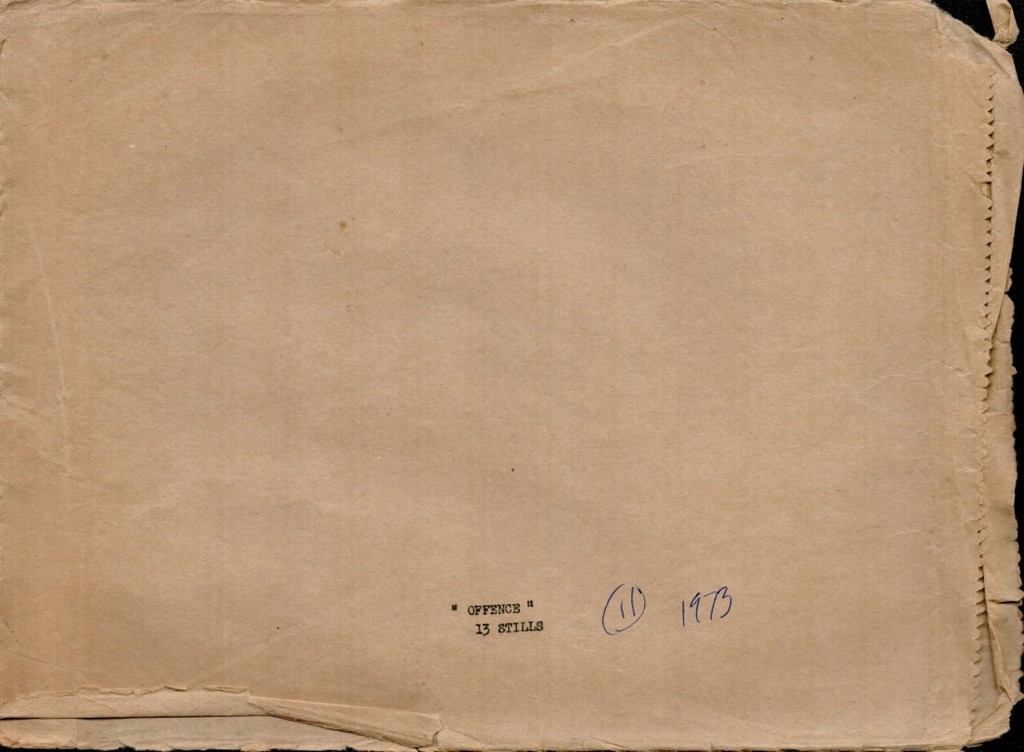 " OFFENCE " 11 1973
13 STILLS